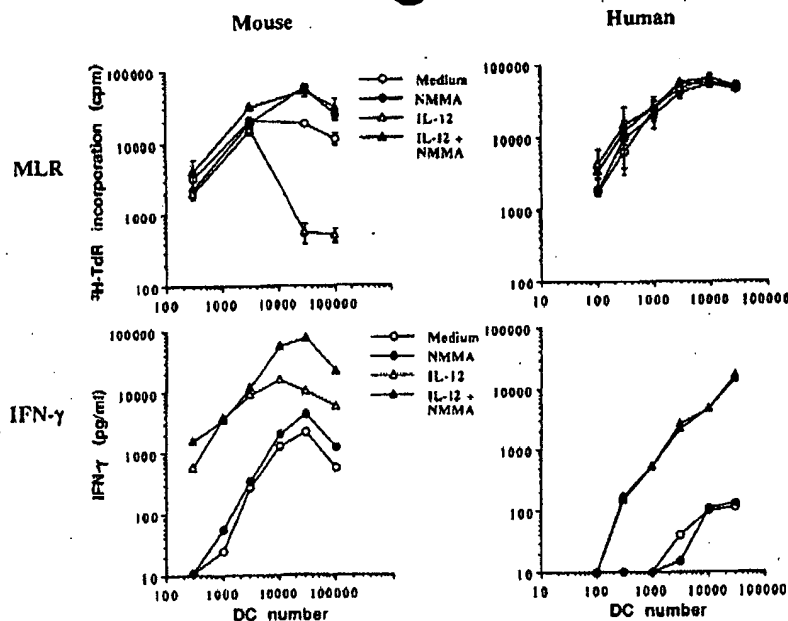 Mouse
Human
MLR
³H-TdR incorporation (cpm)
100000
10000
1000
100
100 1000 10000 100000
Medium
NMMA
IL-12
IL-12 + NMMA
100000
10000
1000
100
10 100 1000 10000 100000
IFN-γ
IFN-γ (pg/ml)
100000
10000
1000
100
10
100 1000 10000 100000
DC number
Medium
NMMA
IL-12
IL-12 + NMMA
100000
10000
1000
100
10
10 100 1000 10000 100000
DC number